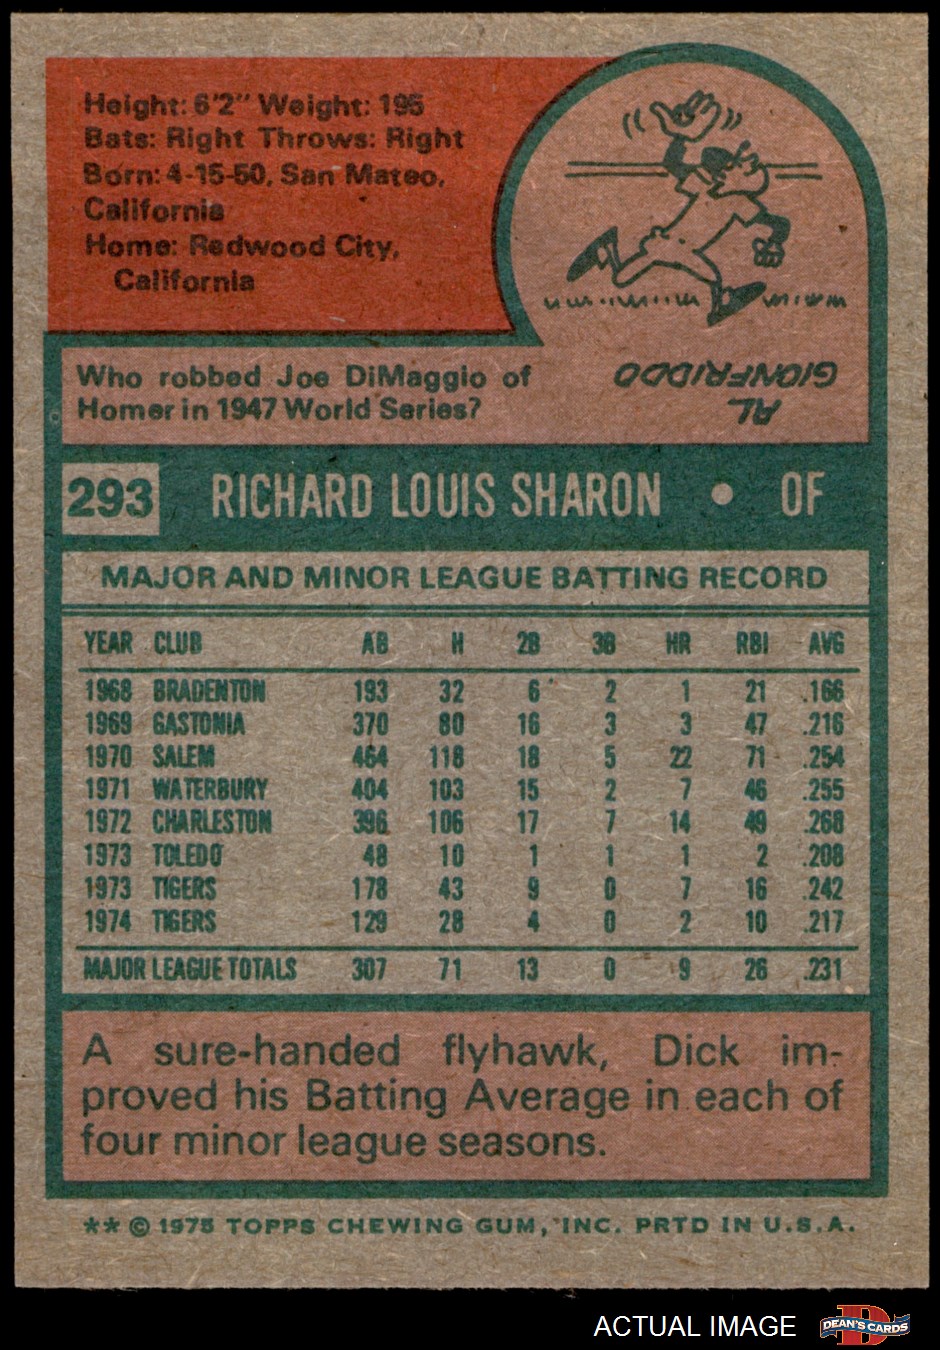 Height: 6'2" Weight: 195
Bats: Right Throws: Right
Born: 4-15-50, San Mateo,
California
Home: Redwood City,
California
Who robbed Joe DiMaggio of
Homer in 1947 World Series?
AL
GIONFRIDDO
293 RICHARD LOUIS SHARON • OF
MAJOR AND MINOR LEAGUE BATTING RECORD
YEAR CLUB AB H 2B 3B HR RBI AVG
1968 BRADENTON 193 32 6 2 1 21 .166
1969 GASTONIA 370 80 16 3 3 47 .216
1970 SALEM 464 118 18 5 22 71 .254
1971 WATERBURY 404 103 15 2 7 46 .255
1972 CHARLESTON 396 106 17 7 14 49 .268
1973 TOLEDO 48 10 1 1 1 2 .208
1973 TIGERS 178 43 9 0 7 16 .242
1974 TIGERS 129 28 4 0 2 10 .217
MAJOR LEAGUE TOTALS 307 71 13 0 9 26 .231
A sure-handed flyhawk, Dick im-
proved his Batting Average in each of
four minor league seasons.
** © 1975 TOPPS CHEWING GUM, INC. PRTD IN U.S.A.
ACTUAL IMAGE
D
DEAN'S CARDS